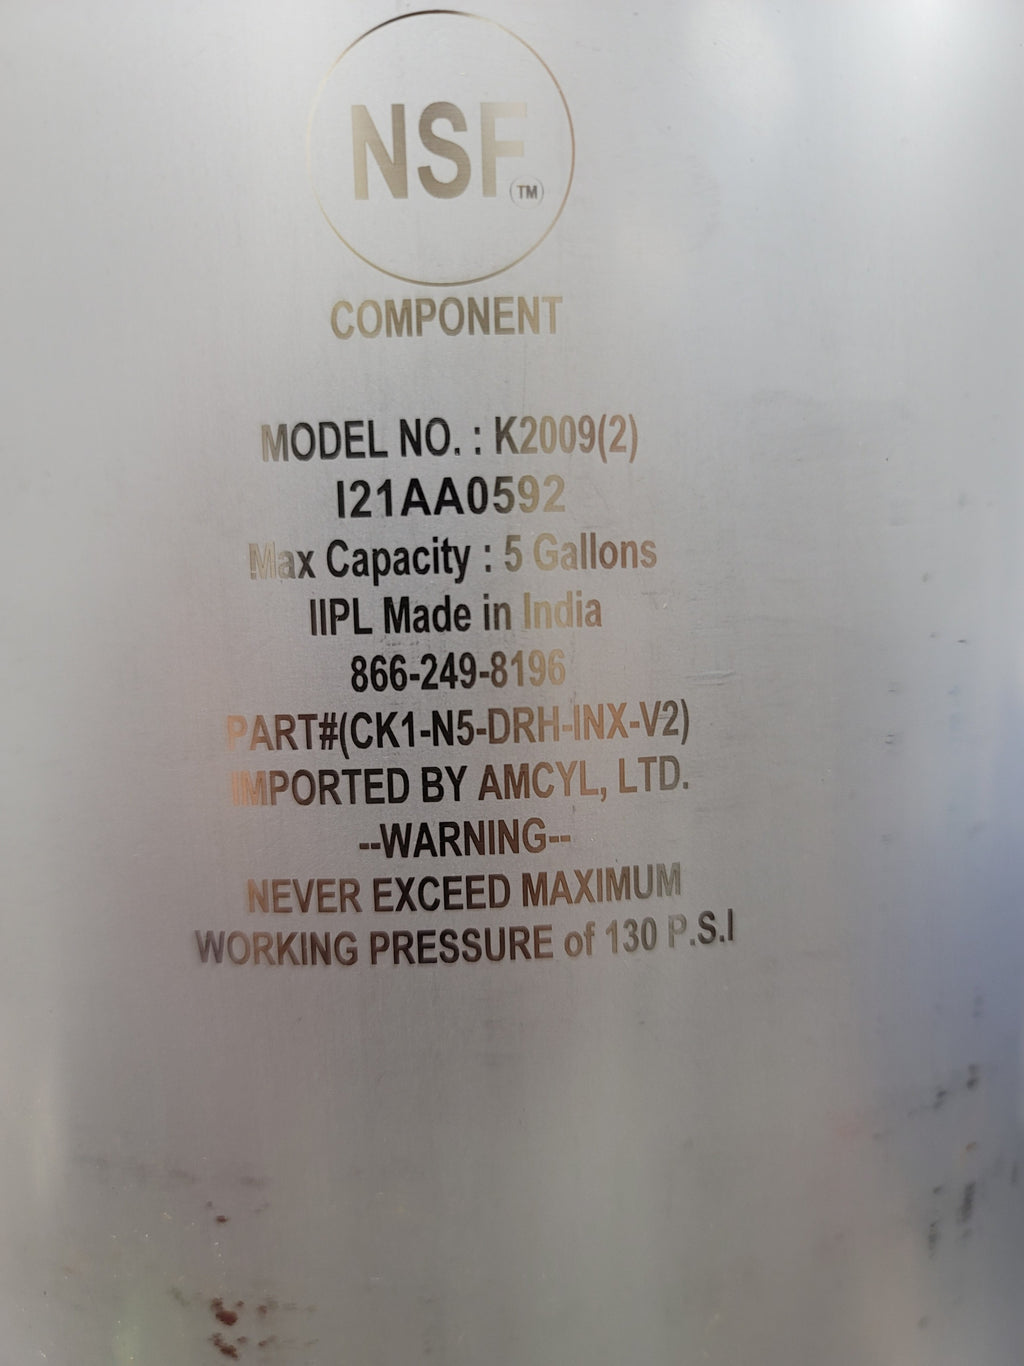 NSF
TM
COMPONENT
MODEL NO. : K2009(2)
I21AA0592
Max Capacity : 5 Gallons
IIPL Made in India
866-249-8196
PART#(CK1-N5-DRH-INX-V2)
IMPORTED BY AMCYL, LTD.
--WARNING--
NEVER EXCEED MAXIMUM
WORKING PRESSURE of 130 P.S.I